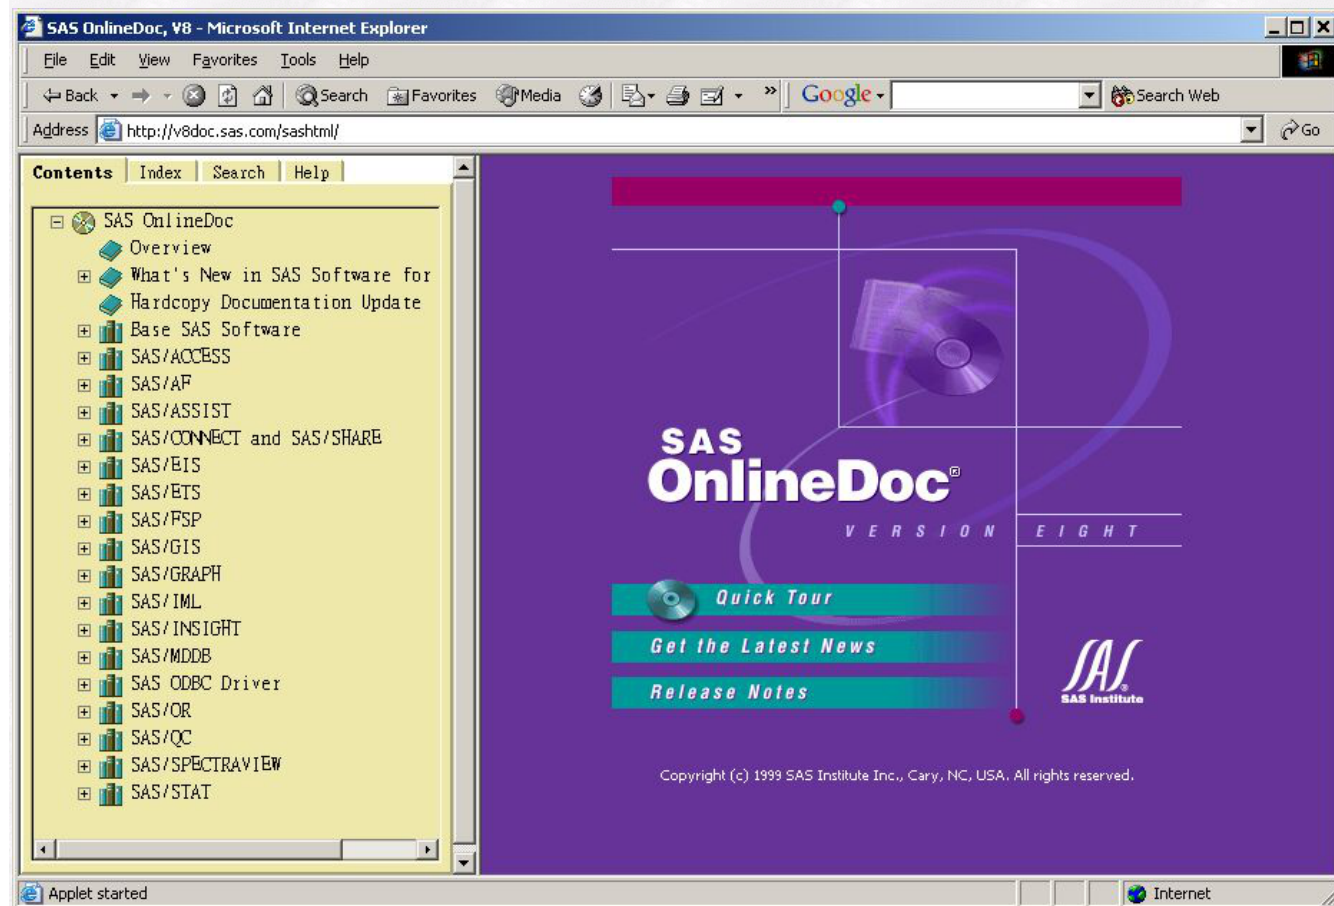 SAS OnlineDoc, V8 - Microsoft Internet Explorer
File Edit View Favorites Tools Help
Back Search Favorites Media » Google Search Web
Address http://v8doc.sas.com/sashtml/ Go
Contents Index Search Help
SAS OnlineDoc
Overview
What's New in SAS Software for
Hardcopy Documentation Update
Base SAS Software
SAS/ACCESS
SAS/AF
SAS/ASSIST
SAS/CONNECT and SAS/SHARE
SAS/EIS
SAS/ETS
SAS/FSP
SAS/GIS
SAS/GRAPH
SAS/IML
SAS/INSIGHT
SAS/MDDB
SAS ODBC Driver
SAS/OR
SAS/QC
SAS/SPECTRAVIEW
SAS/STAT
SAS
OnlineDoc®
VERSION EIGHT
Quick Tour
Get the Latest News
Release Notes
SAS®
SAS Institute
Copyright (c) 1999 SAS Institute Inc., Cary, NC, USA. All rights reserved.
Applet started Internet